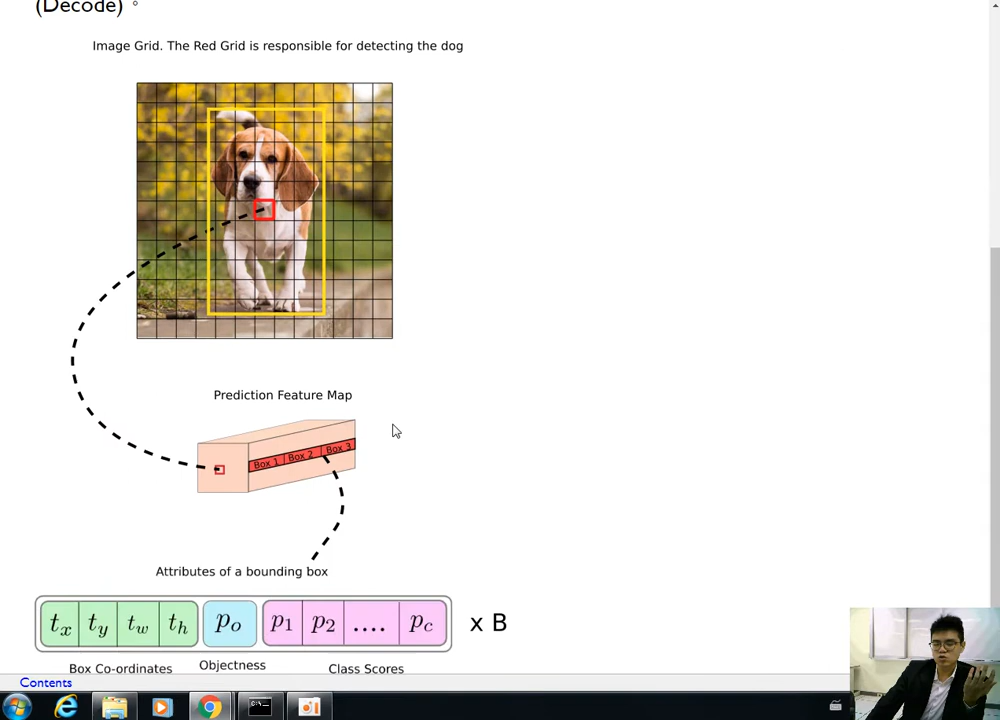 (Decode)。
Image Grid. The Red Grid is responsible for detecting the dog
Prediction Feature Map
Box 1 Box 2 Box 3
Attributes of a bounding box
t_x t_y t_w t_h p_o p_1 p_2 .... p_c x B
Box Co-ordinates Objectness Class Scores
Contents